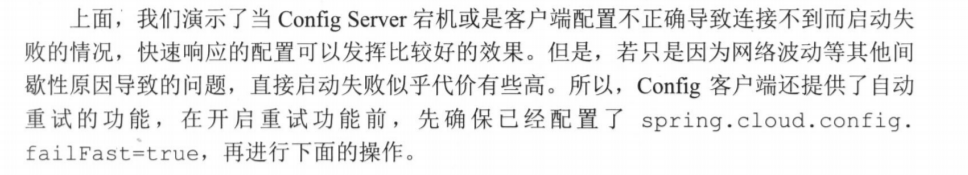 上面，我们演示了当 Config Server 宕机或是客户端配置不正确导致连接不到而启动失
败的情况，快速响应的配置可以发挥比较好的效果。但是，若只是因为网络波动等其他间
歇性原因导致的问题，直接启动失败似乎代价有些高。所以，Config 客户端还提供了自动
重试的功能，在开启重试功能前，先确保已经配置了 spring.cloud.config.
failFast=true，再进行下面的操作。